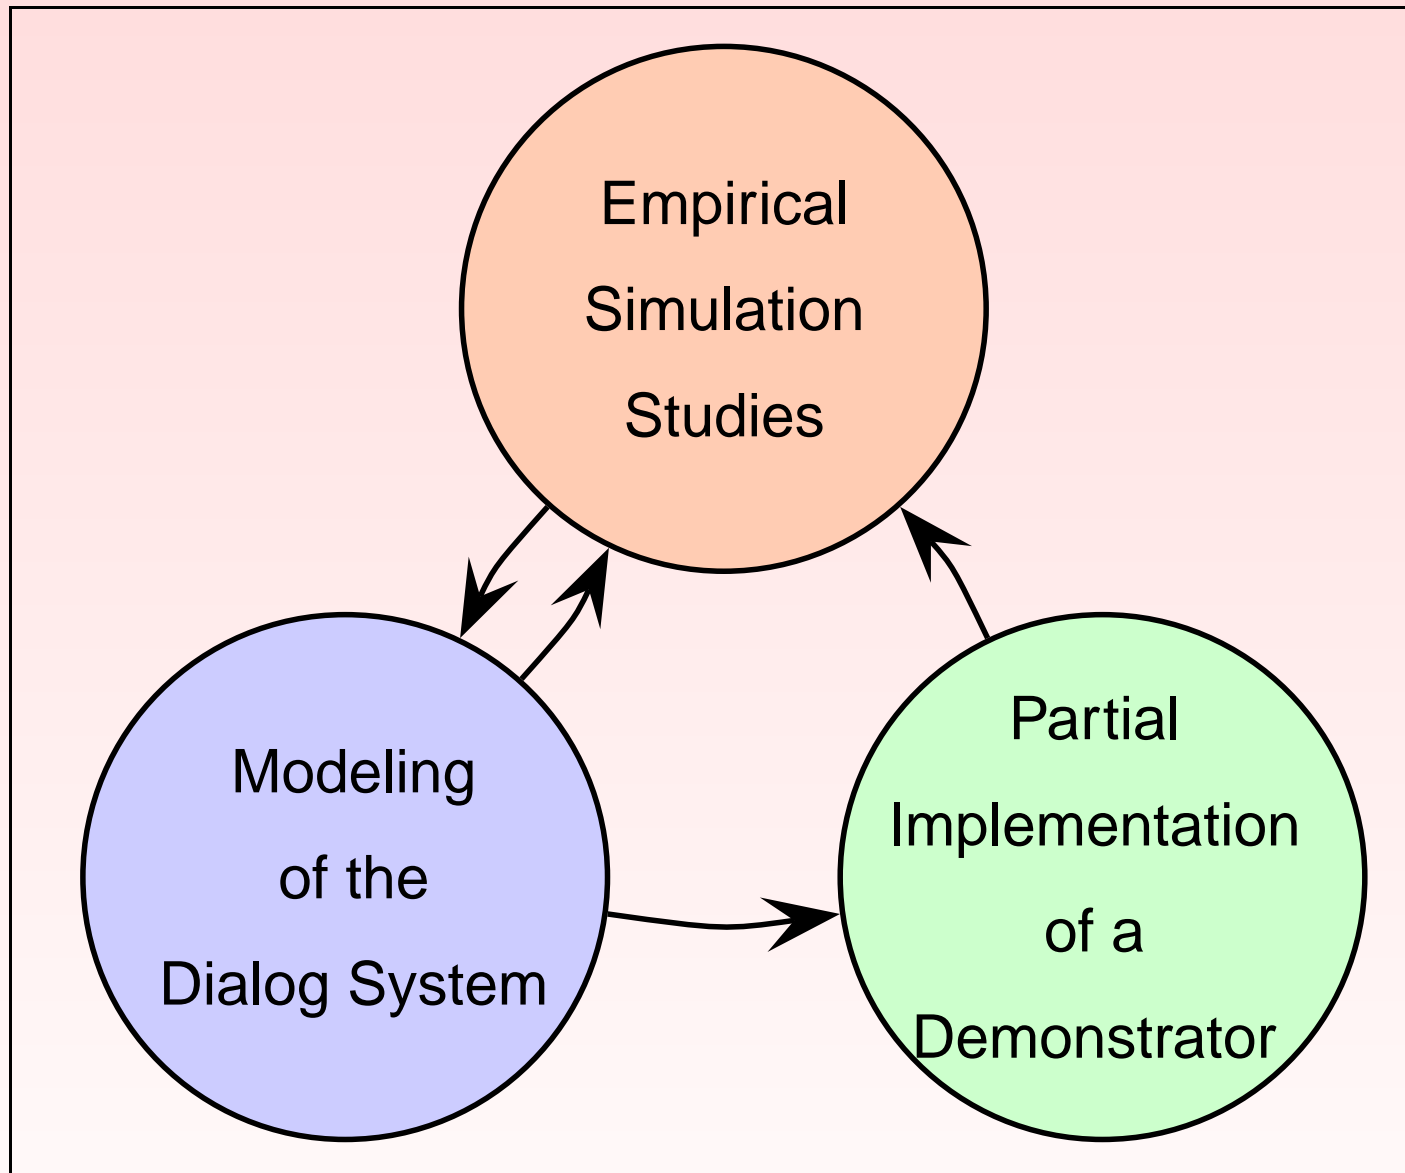 Empirical
Simulation
Studies
Modeling
of the
Dialog System
Partial
Implementation
of a
Demonstrator